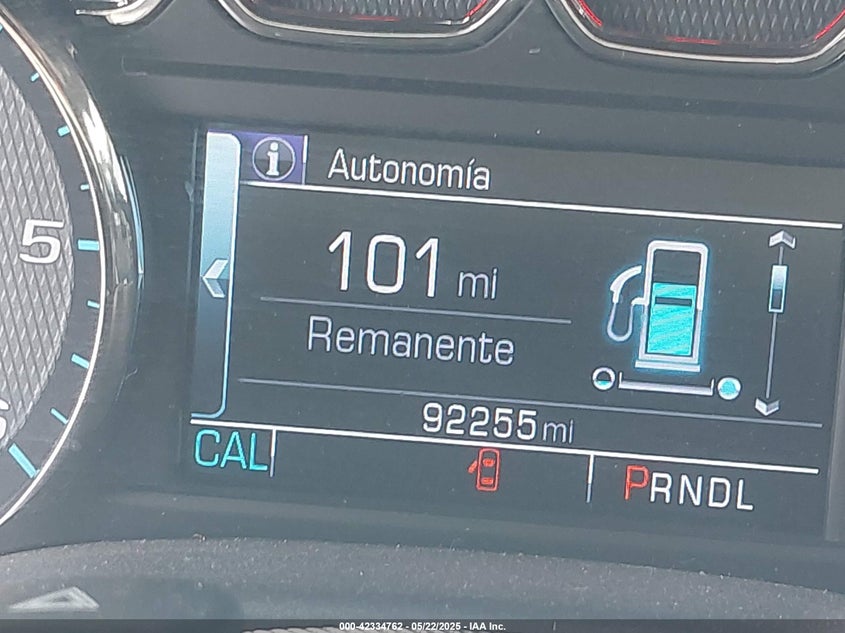 5
Autonomía
101 mi
Remanente
92255 mi
CAL
PRNDL
000-42334762 - 05/22/2025 - IAA Inc.